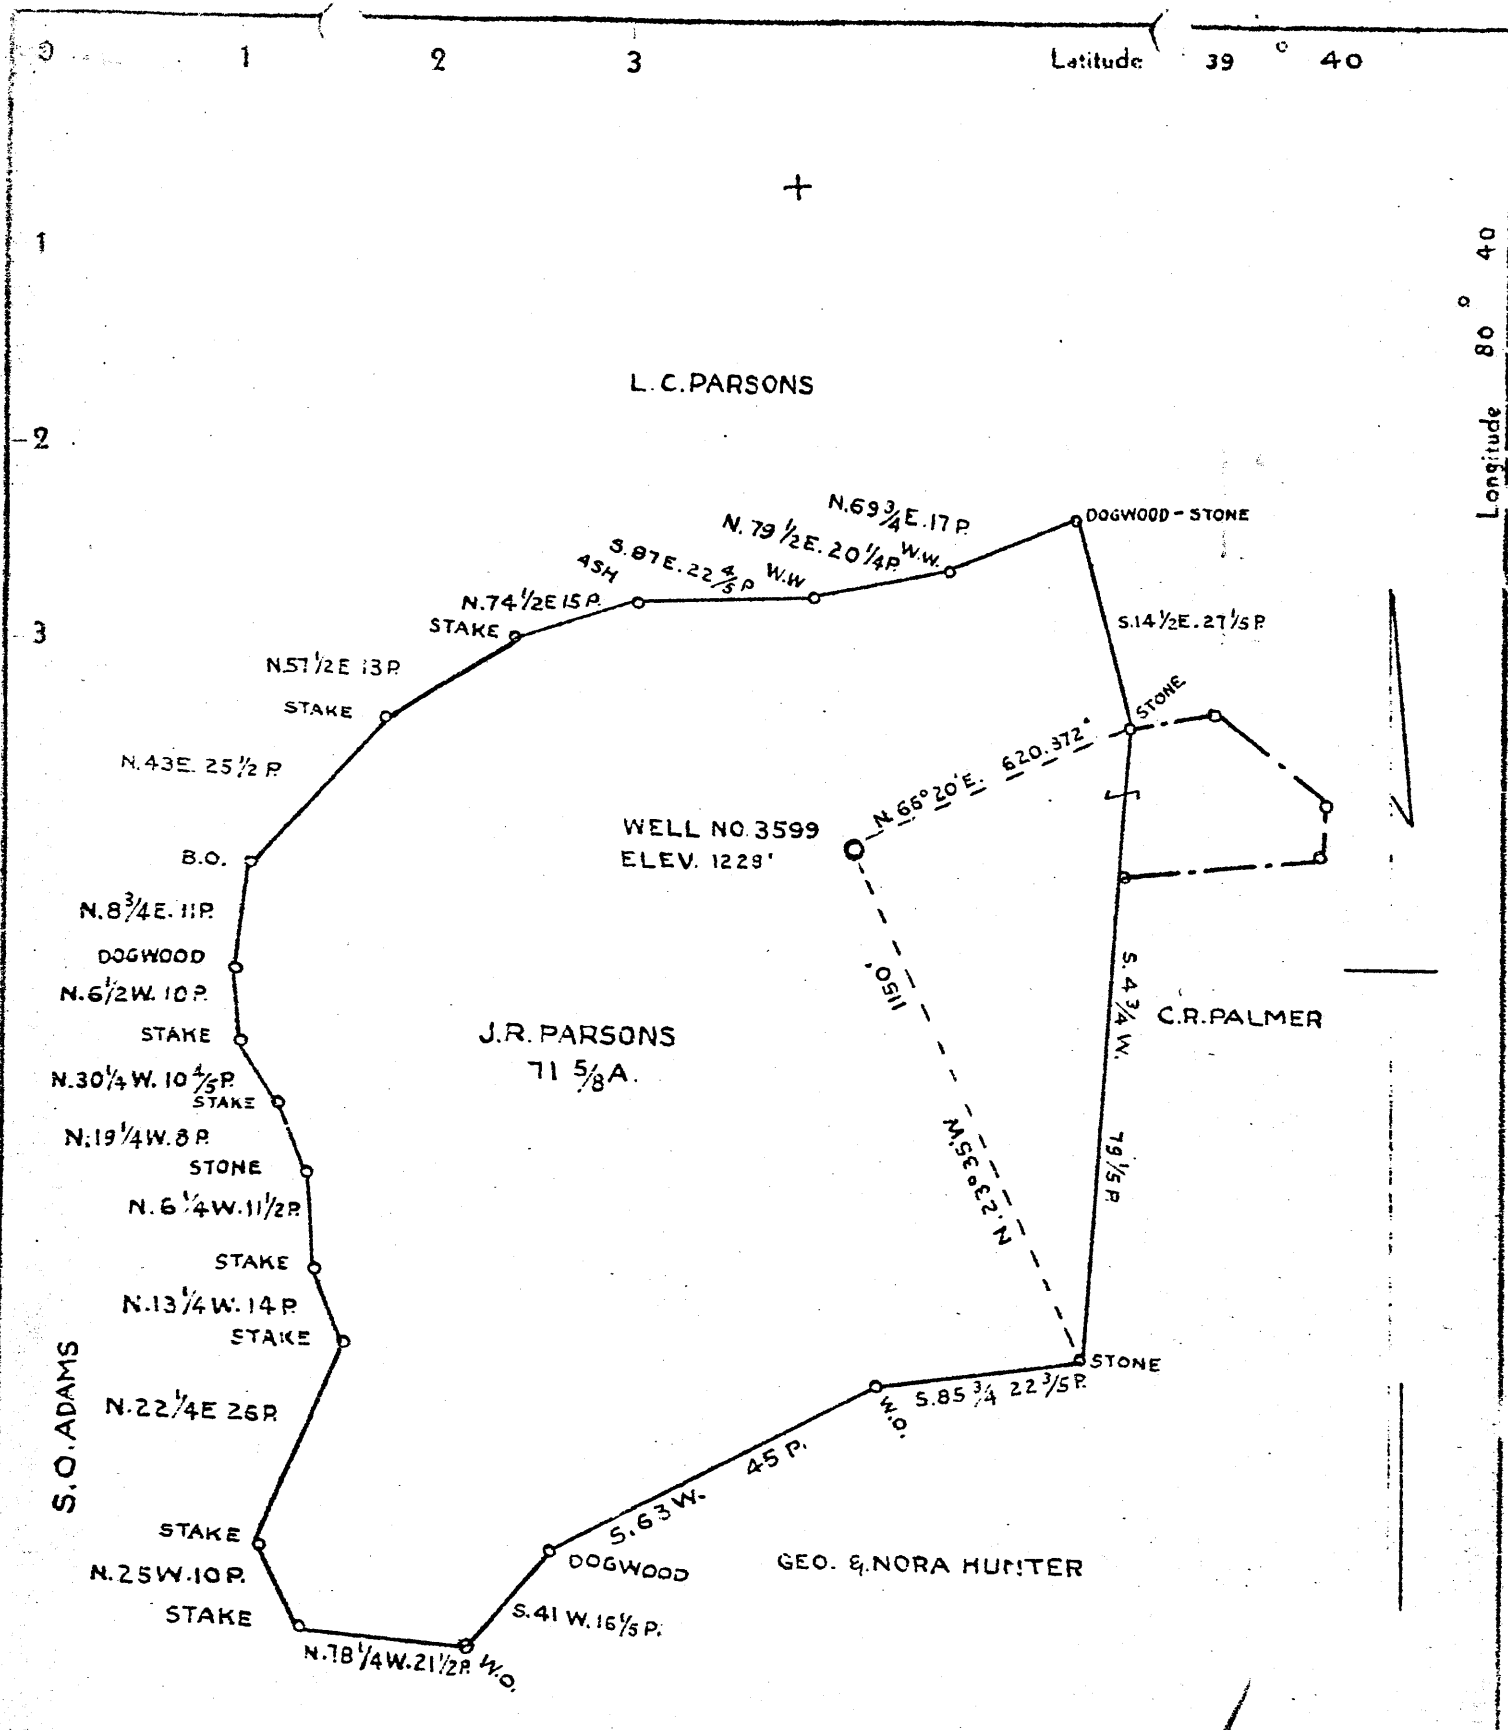 0 1 2 3 Latitude 39 ° 40
1
2
3
Longitude 80 ° 40
L.C.PARSONS
N.69 3/4 E.17 P.
DOGWOOD - STONE
N.79 1/2 E. 20 1/4 P. W.W.
S.87 E. 22 4/5 P W.W
ASH
N.74 1/2 E 15 P.
STAKE
S.14 1/2 E. 27 1/5 P.
N.57 1/2 E 13 P.
STAKE
STONE
N.43 E. 25 1/2 P.
N. 66° 20' E. 620.372'
WELL NO. 3599
ELEV. 1229'
B.O.
N.8 3/4 E. 11 P.
DOGWOOD
N.6 1/2 W. 10 P.
1150'
S. 4 3/4 W. 79 1/5 P.
C.R.PALMER
STAKE
J.R. PARSONS
71 5/8 A.
N.30 1/4 W. 10 4/5 P.
STAKE
N.19 1/4 W. 8 P.
STONE
N. 23° 35' W
N.6 1/4 W. 11 1/2 P.
STAKE
N.13 1/4 W. 14 P.
STAKE
STONE
S.85 3/4 22 3/5 P.
W.O.
N.22 1/4 E 26 P.
S.O. ADAMS
S.63 W. 45 P.
STAKE
DOGWOOD
GEO. & NORA HUNTER
N.25 W. 10 P.
STAKE
S.41 W. 16 1/5 P.
N.78 1/4 W. 21 1/2 P. W.O.